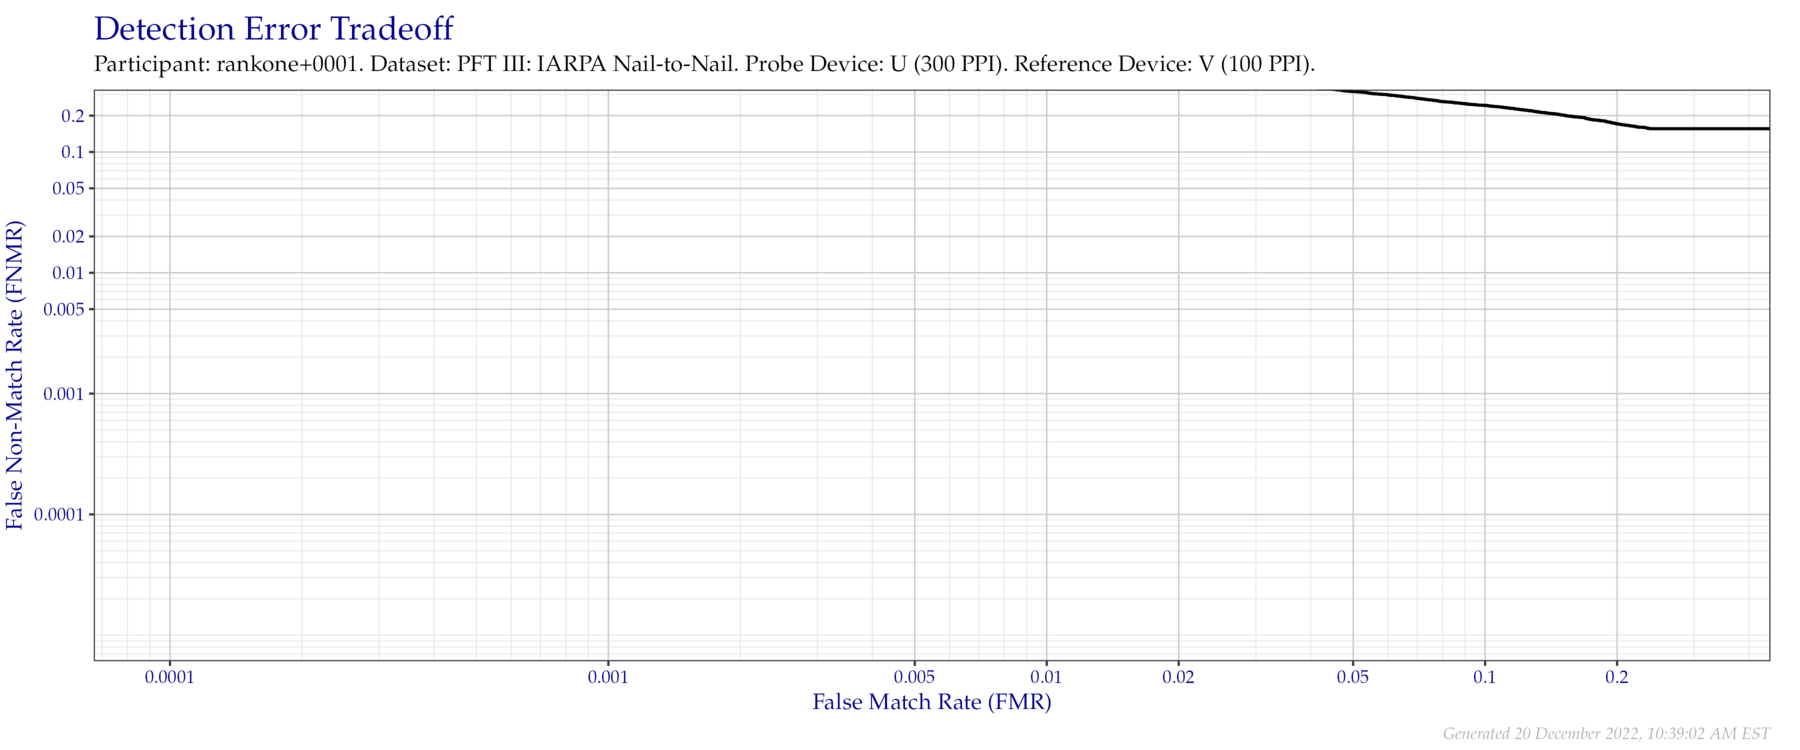 Detection Error Tradeoff
Participant: rankone+0001. Dataset: PFT III: IARPA Nail-to-Nail. Probe Device: U (300 PPI). Reference Device: V (100 PPI).
False Non-Match Rate (FNMR)
0.2
0.1
0.05
0.02
0.01
0.005
0.001
0.0001
0.0001 0.001 0.005 0.01 0.02 0.05 0.1 0.2
False Match Rate (FMR)
Generated 20 December 2022, 10:39:02 AM EST